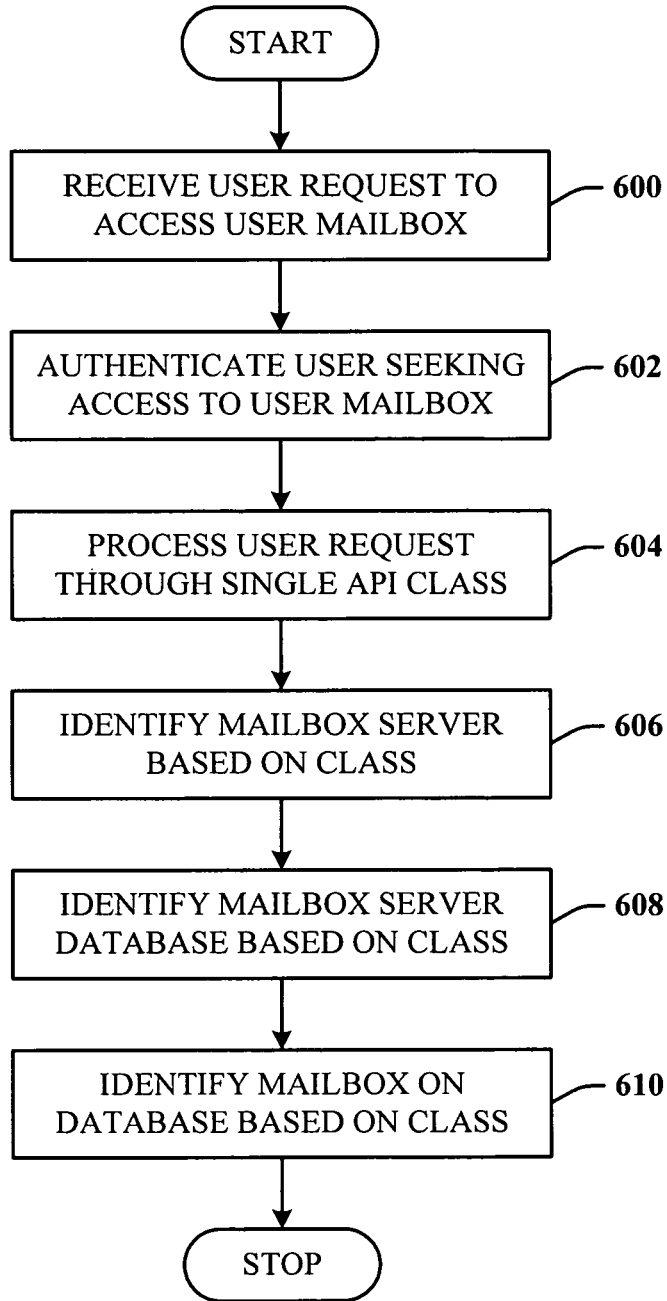 START
RECEIVE USER REQUEST TO
ACCESS USER MAILBOX
600
AUTHENTICATE USER SEEKING
ACCESS TO USER MAILBOX
602
PROCESS USER REQUEST
THROUGH SINGLE API CLASS
604
IDENTIFY MAILBOX SERVER
BASED ON CLASS
606
IDENTIFY MAILBOX SERVER
DATABASE BASED ON CLASS
608
IDENTIFY MAILBOX ON
DATABASE BASED ON CLASS
610
STOP